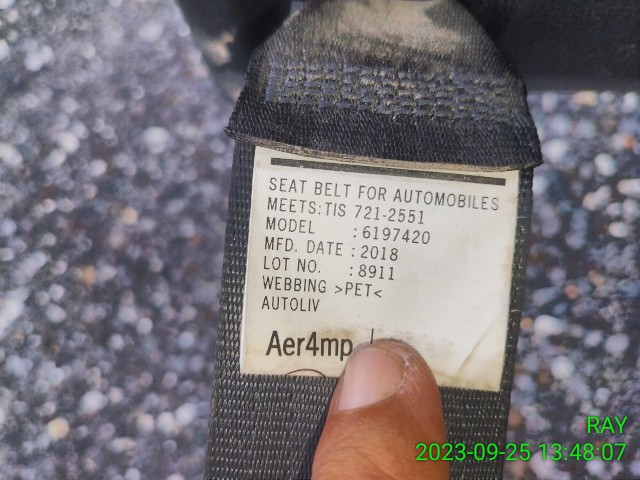 SEAT BELT FOR AUTOMOBILES
MEETS:TIS 721-2551
MODEL :6197420
MFD. DATE :2018
LOT NO. :8911
WEBBING >PET<
AUTOLIV
Aer4mp
RAY
2023-09-25 13:48:07